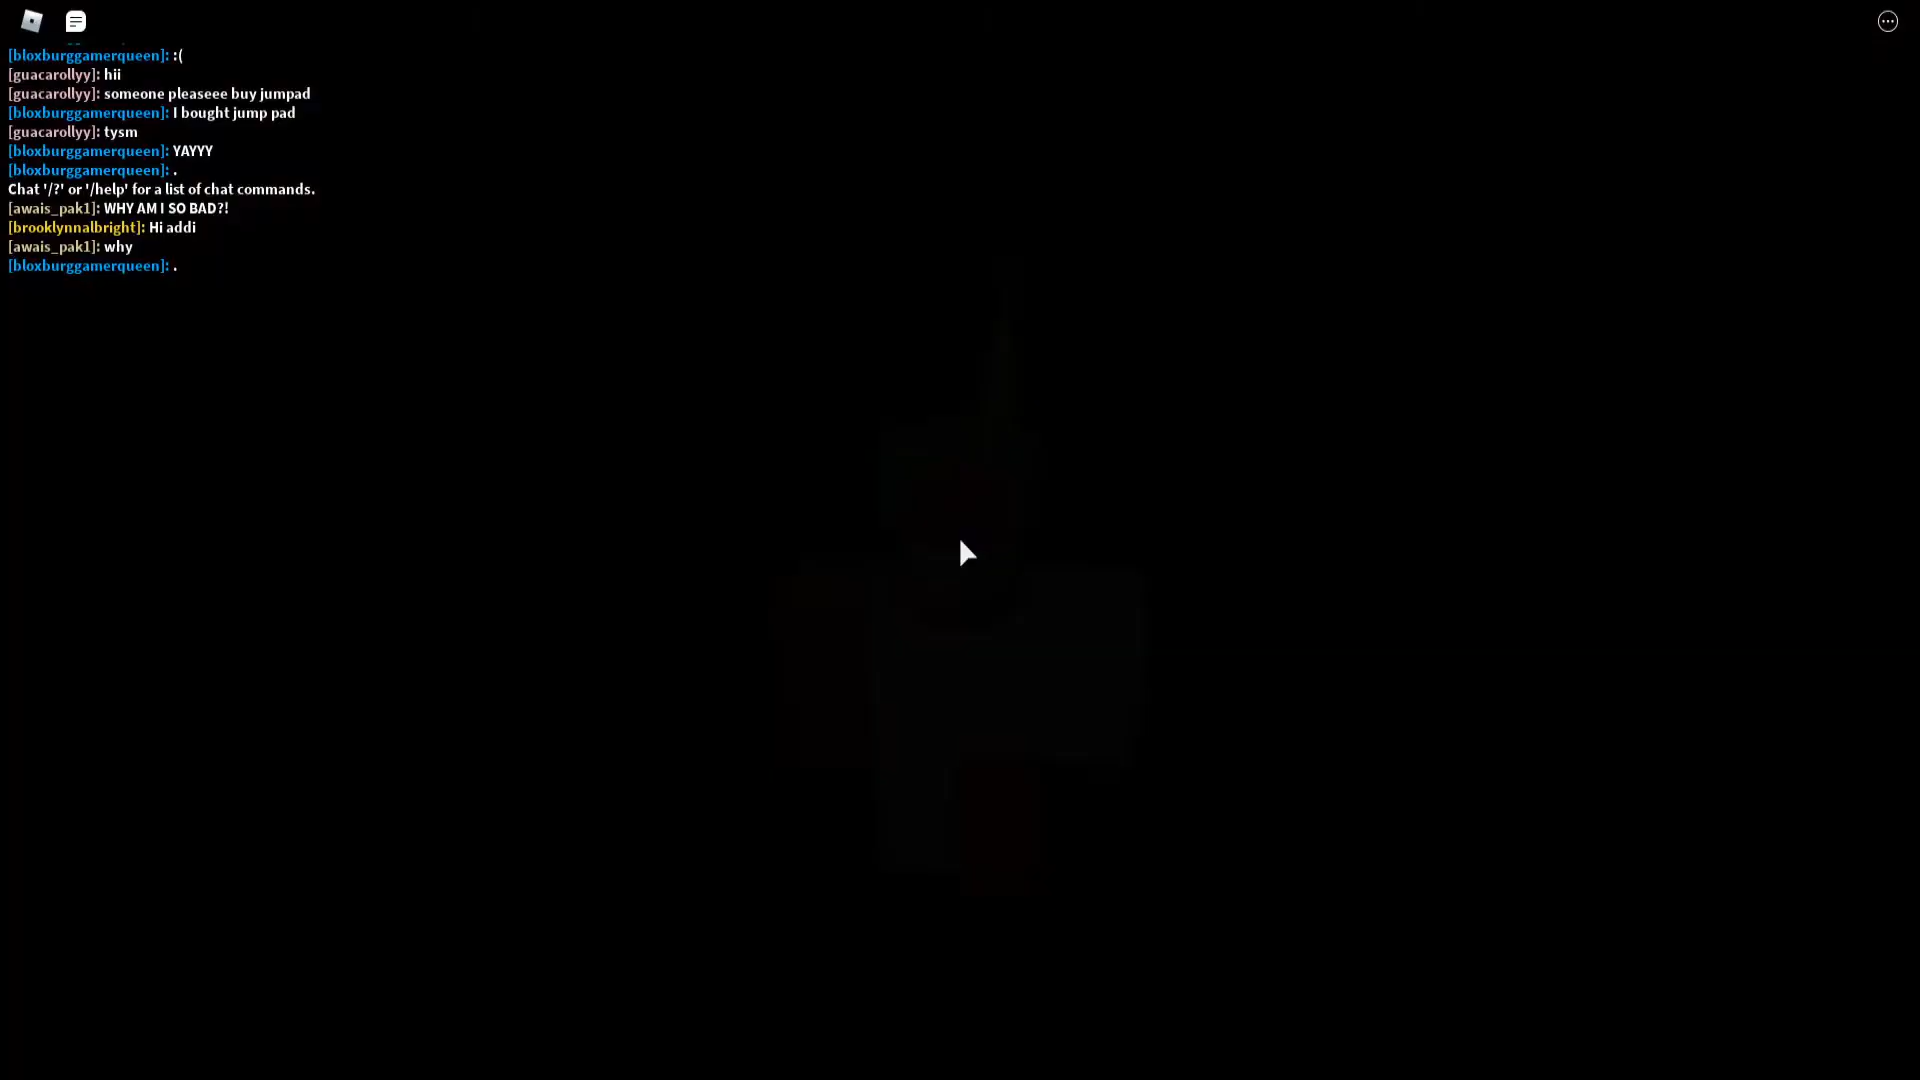 [bloxburggamerqueen]: :(
[guacarollyy]: hii
[guacarollyy]: someone pleaseee buy jumpad
[bloxburggamerqueen]: I bought jump pad
[guacarollyy]: tysm
[bloxburggamerqueen]: YAYYY
[bloxburggamerqueen]: .
Chat '/?' or '/help' for a list of chat commands.
[awais_pak1]: WHY AM I SO BAD?!
[brooklynnalbright]: Hi addi
[awais_pak1]: why
[bloxburggamerqueen]: .